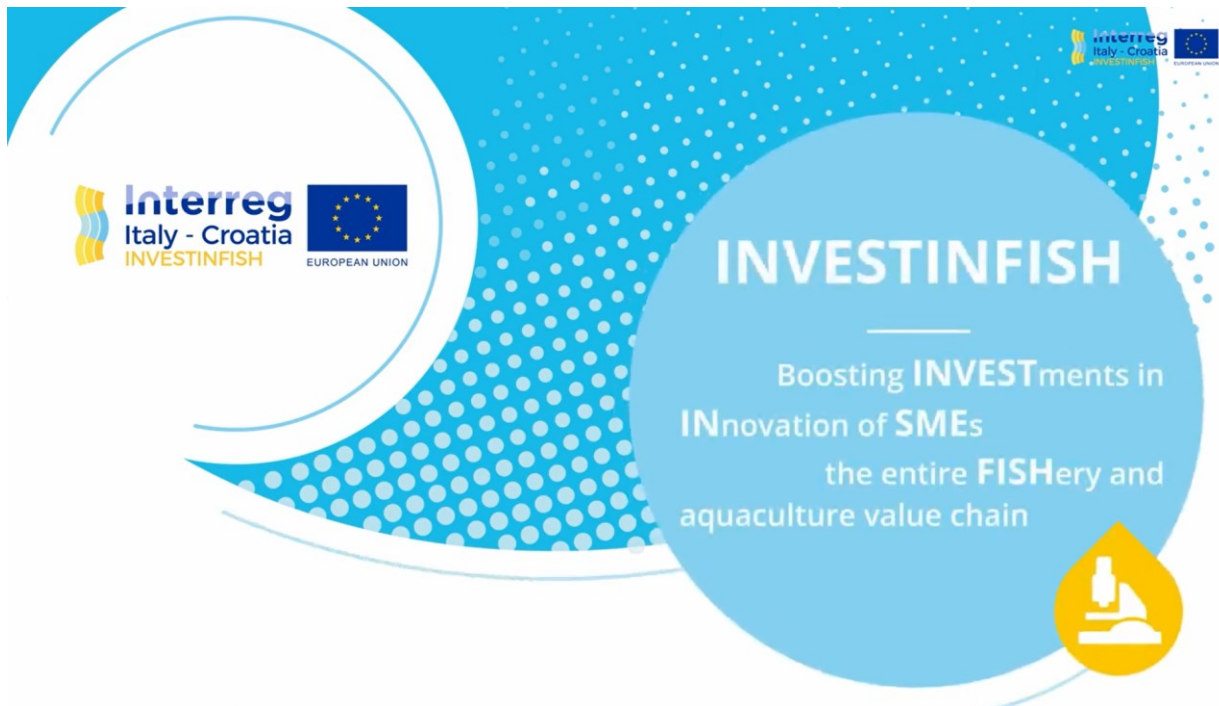 Interreg
Italy - Croatia
INVESTINFISH
EUROPEAN UNION
Interreg
Italy - Croatia
INVESTINFISH
EUROPEAN UNION
INVESTINFISH
Boosting INVESTments in
INnovation of SMEs
the entire FISHery and
aquaculture value chain